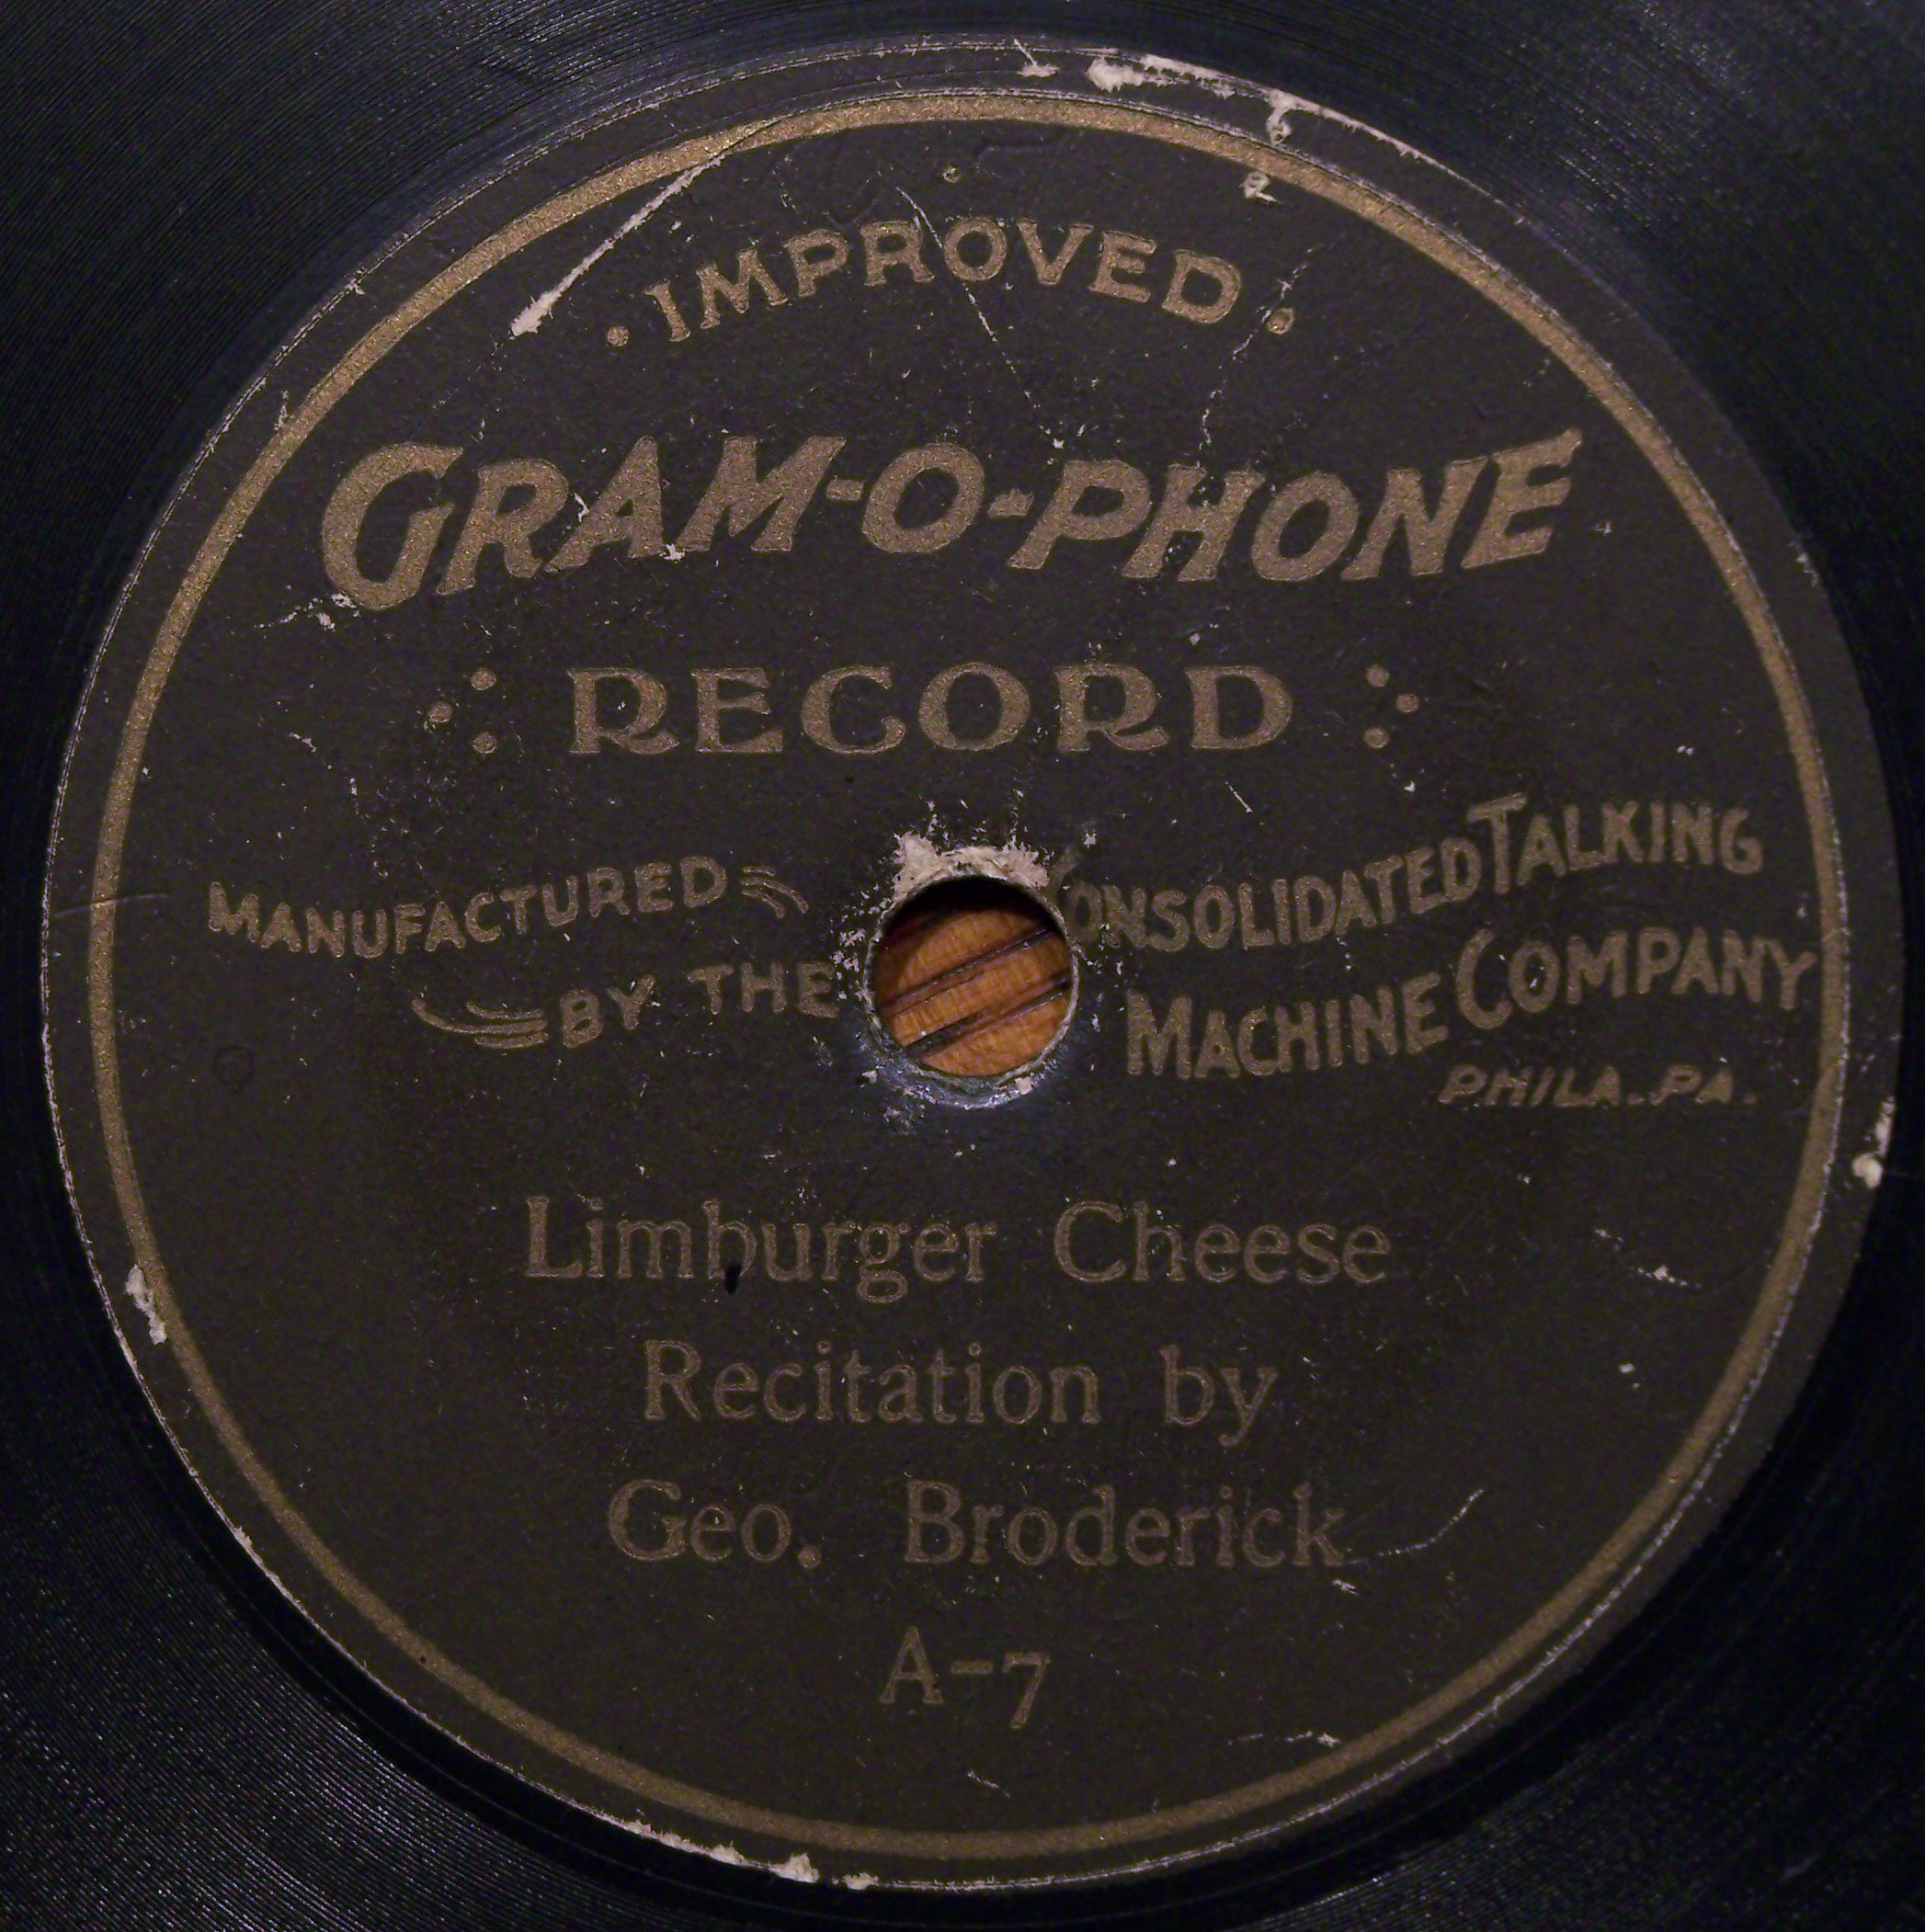 IMPROVED
GRAM-O-PHONE
RECORD
MANUFACTURED
BY THE
CONSOLIDATED TALKING
MACHINE COMPANY
PHILA. PA.
Limburger Cheese
Recitation by
Geo. Broderick
A-7